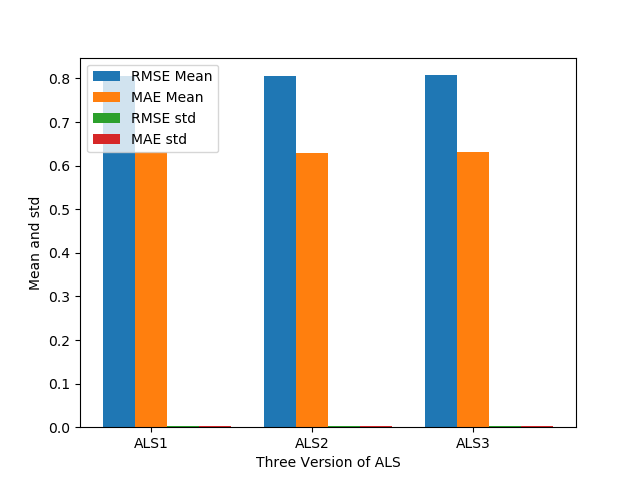 RMSE Mean
MAE Mean
RMSE std
MAE std
0.8
0.7
0.6
0.5
0.4
0.3
0.2
0.1
0.0
Mean and std
ALS1 ALS2 ALS3
Three Version of ALS